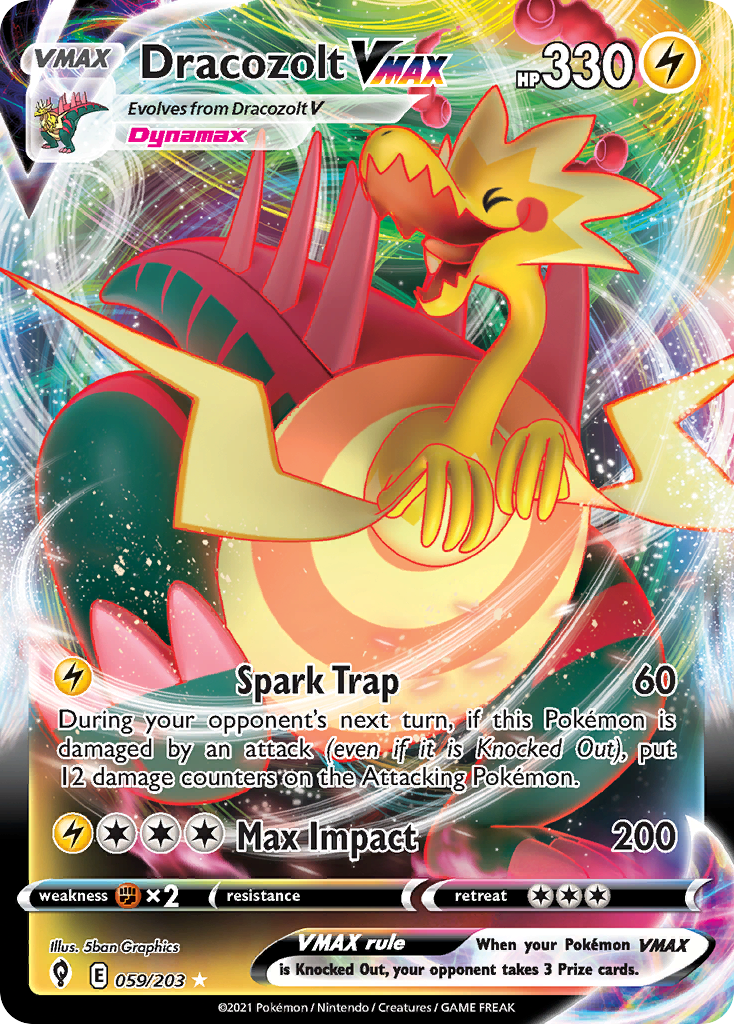 VMAX
Dracozolt VMAX
HP 330
Evolves from Dracozolt V
Dynamax
Spark Trap 60
During your opponent's next turn, if this Pokémon is
damaged by an attack (even if it is Knocked Out), put
12 damage counters on the Attacking Pokémon.
Max Impact 200
weakness ×2 resistance retreat
Illus. 5ban Graphics
VMAX rule When your Pokémon VMAX
is Knocked Out, your opponent takes 3 Prize cards.
E 059/203
©2021 Pokémon / Nintendo / Creatures / GAME FREAK